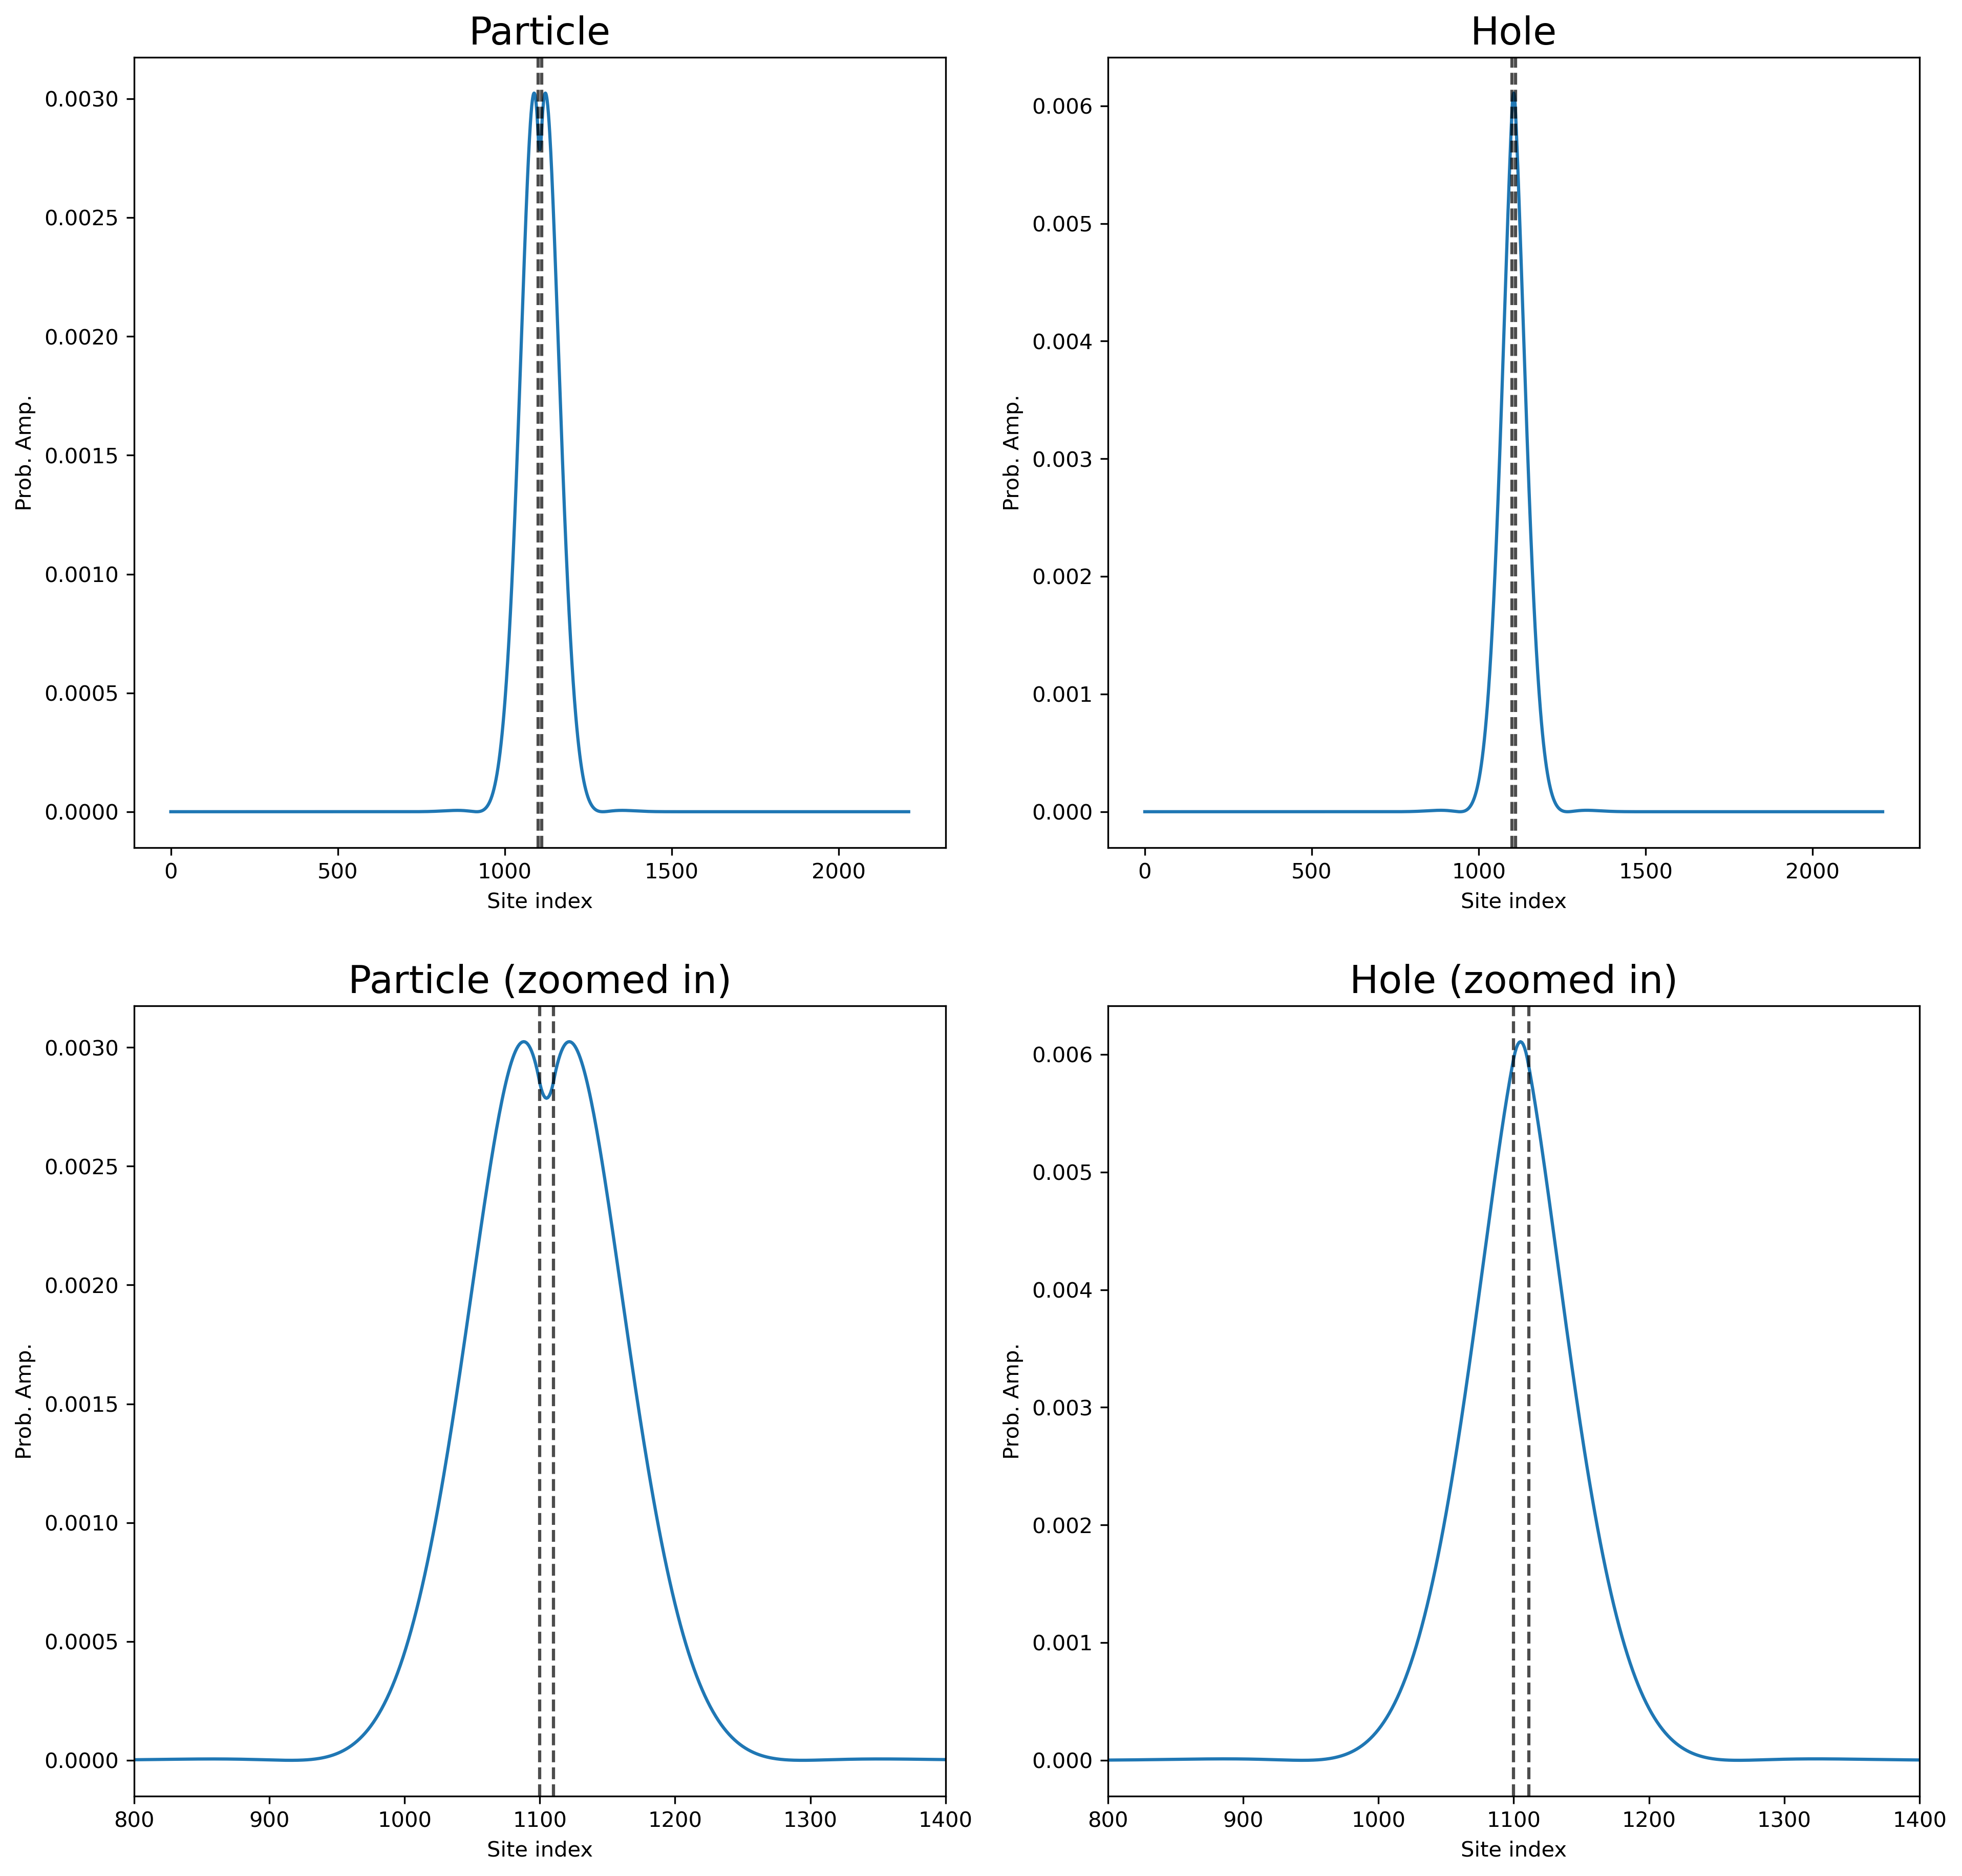 Particle
Prob. Amp.
0.0030
0.0025
0.0020
0.0015
0.0010
0.0005
0.0000
0 500 1000 1500 2000
Site index
Hole
Prob. Amp.
0.006
0.005
0.004
0.003
0.002
0.001
0.000
0 500 1000 1500 2000
Site index
Particle (zoomed in)
Prob. Amp.
0.0030
0.0025
0.0020
0.0015
0.0010
0.0005
0.0000
800 900 1000 1100 1200 1300 1400
Site index
Hole (zoomed in)
Prob. Amp.
0.006
0.005
0.004
0.003
0.002
0.001
0.000
800 900 1000 1100 1200 1300 1400
Site index